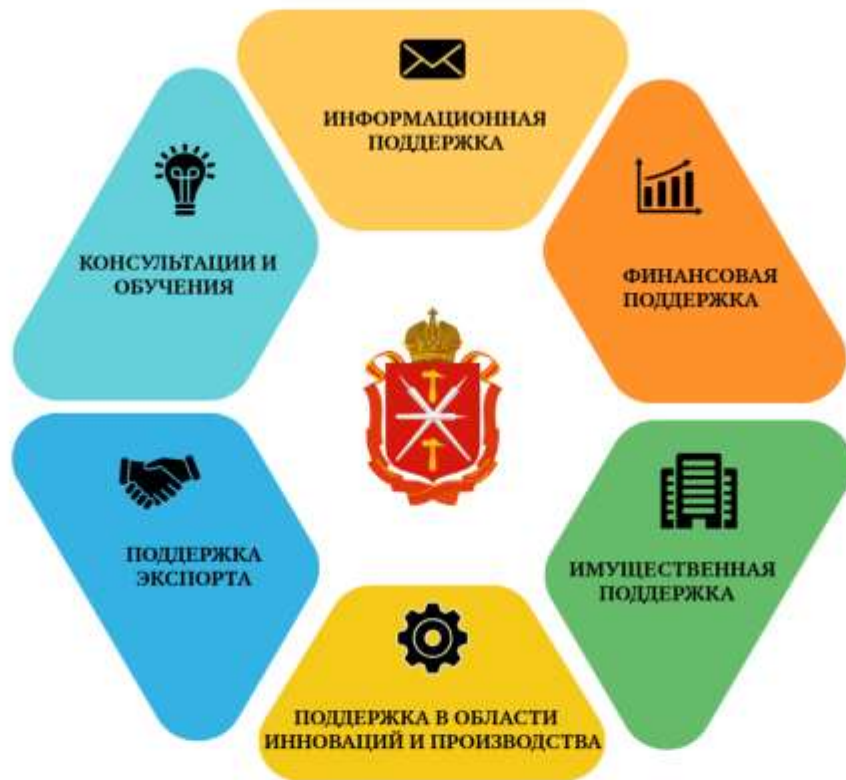 ИНФОРМАЦИОННАЯ
ПОДДЕРЖКА
ФИНАНСОВАЯ
ПОДДЕРЖКА
ИМУЩЕСТВЕННАЯ
ПОДДЕРЖКА
ПОДДЕРЖКА В ОБЛАСТИ
ИННОВАЦИЙ И ПРОИЗВОДСТВА
ПОДДЕРЖКА
ЭКСПОРТА
КОНСУЛЬТАЦИИ И
ОБУЧЕНИЯ